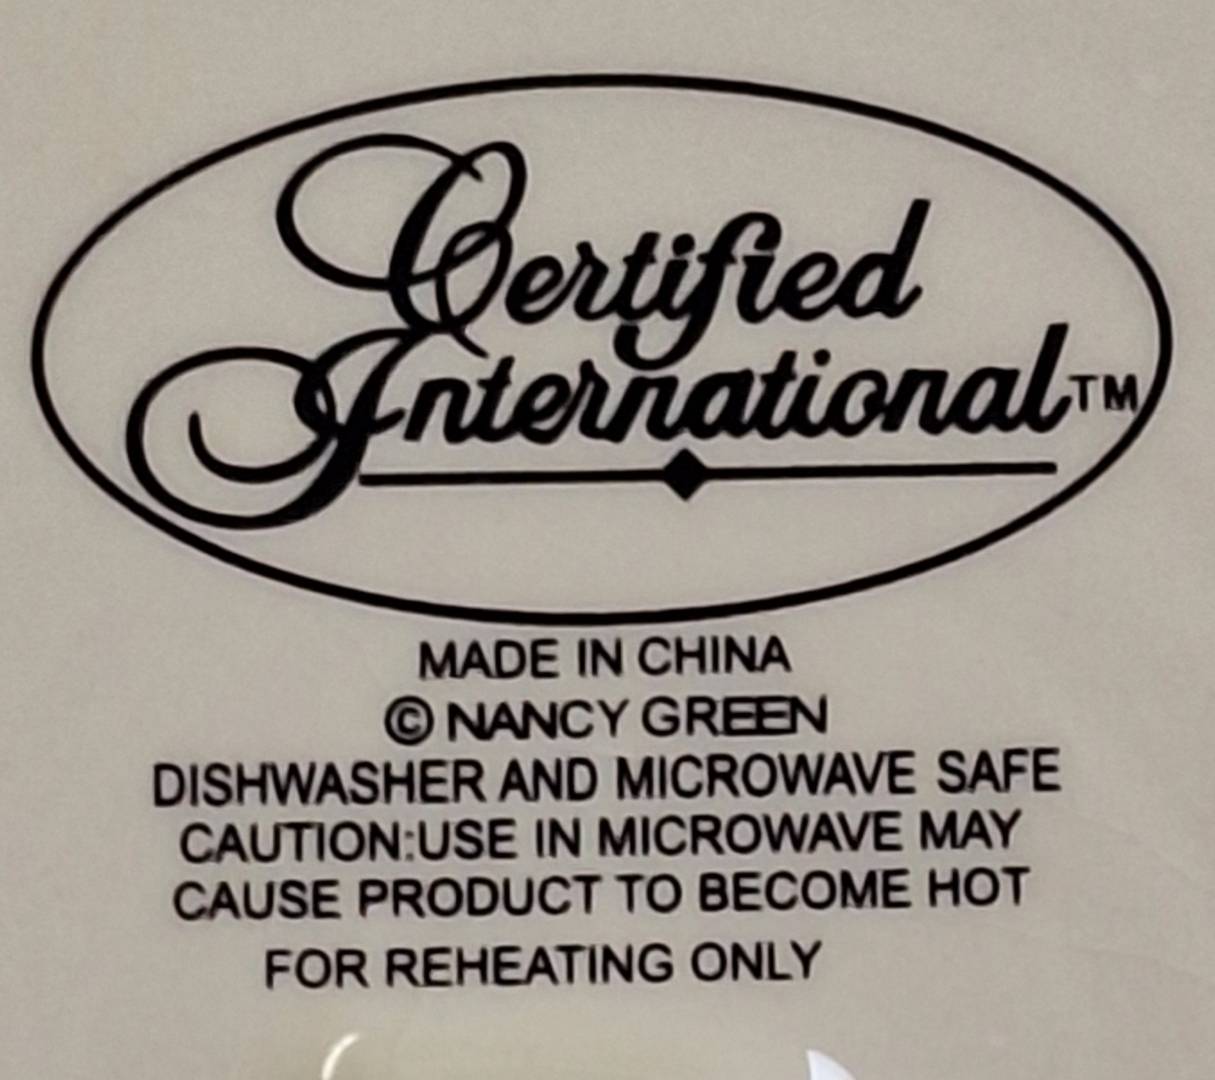 Certified
International™
MADE IN CHINA
© NANCY GREEN
DISHWASHER AND MICROWAVE SAFE
CAUTION:USE IN MICROWAVE MAY
CAUSE PRODUCT TO BECOME HOT
FOR REHEATING ONLY